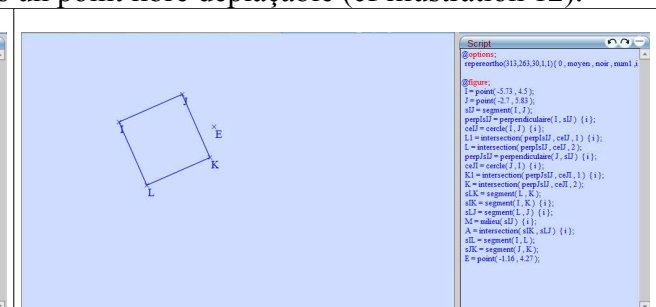 un point libre déplaçable (cf illustration 12).
Script
@options;
repereortho(313,263,30,1,1){ 0 , moyen , noir , num1 ,i
@figure;
I = point( -5.73 , 4.5 );
J = point( -2.7 , 5.83 );
sIJ = segment( I , J );
perpIsIJ = perpendiculaire( I , sIJ ) { i };
ceIJ = cercle( I , J ) { i };
L1 = intersection( perpIsIJ , ceIJ , 1 ) { i };
L = intersection( perpIsIJ , ceIJ , 2 );
perpJsIJ = perpendiculaire( J , sIJ ) { i };
ceJI = cercle( J , I ) { i };
K1 = intersection( perpJsIJ , ceJI , 1 ) { i };
K = intersection( perpJsIJ , ceJI , 2 );
sLK = segment( L , K );
sIK = segment( I , K ) { i };
sLJ = segment( L , J ) { i };
M = milieu( sIJ ) { i };
A = intersection( sIK , sLJ ) { i };
sIL = segment( I , L );
sJK = segment( J , K );
E = point( -1.16 , 4.27 );
J
I
E
K
L